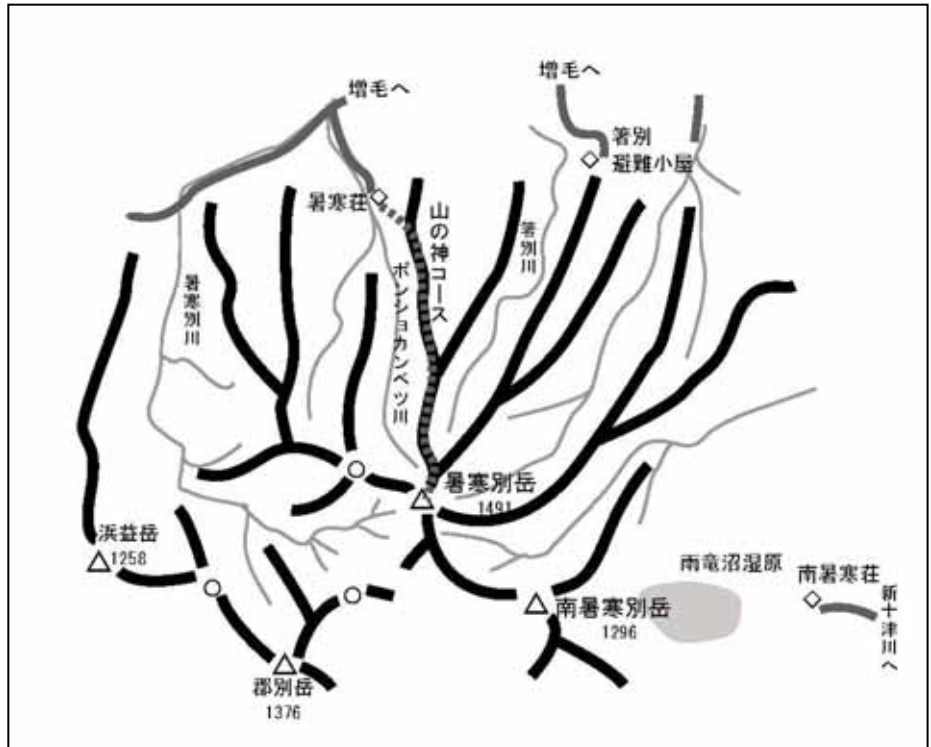 増毛へ
増毛へ
箸別
避難小屋
暑寒荘
山の神コース
箸別川
ポンショカンベツ川
暑寒別川
暑寒別岳
1491
浜益岳
1258
雨竜沼湿原
南暑寒荘
新十津川へ
南暑寒別岳
1296
郡別岳
1376